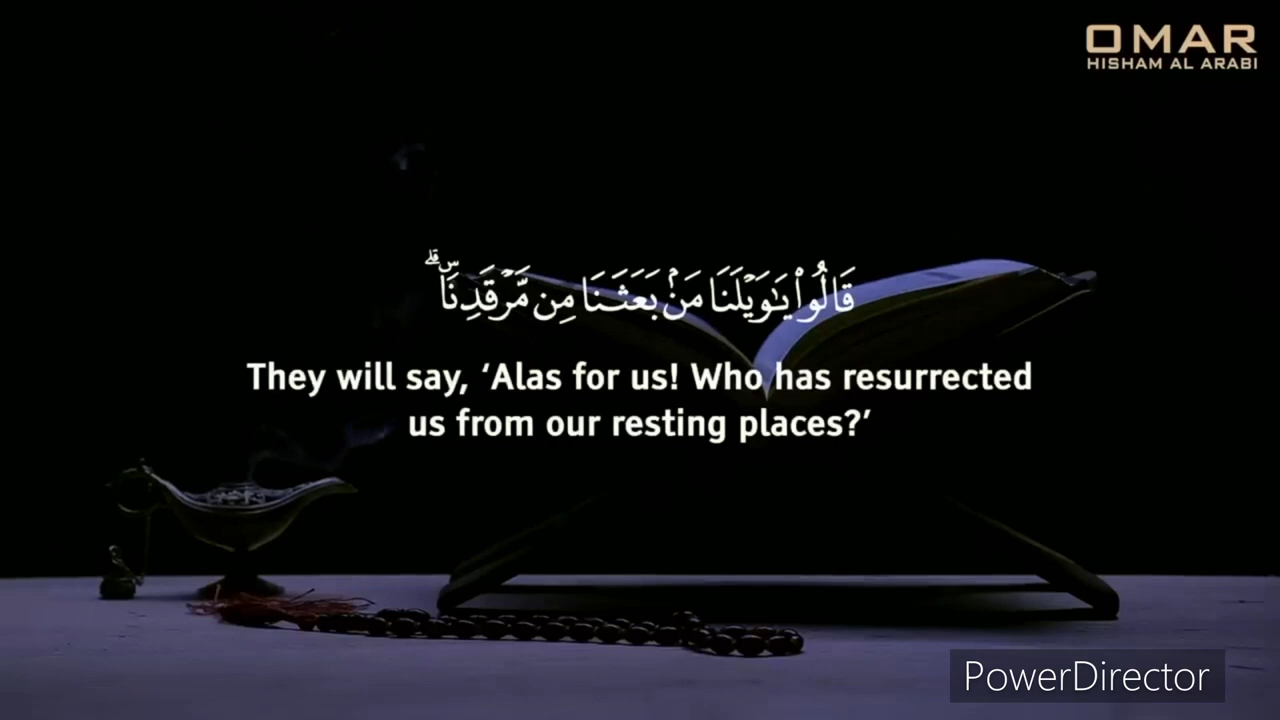 OMAR
HISHAM AL ARABI
قَالُوا۟ يَـٰوَيْلَنَا مَنۢ بَعَثَنَا مِن مَّرْقَدِنَا ۜ ۗ
They will say, ‘Alas for us! Who has resurrected
us from our resting places?’
PowerDirector